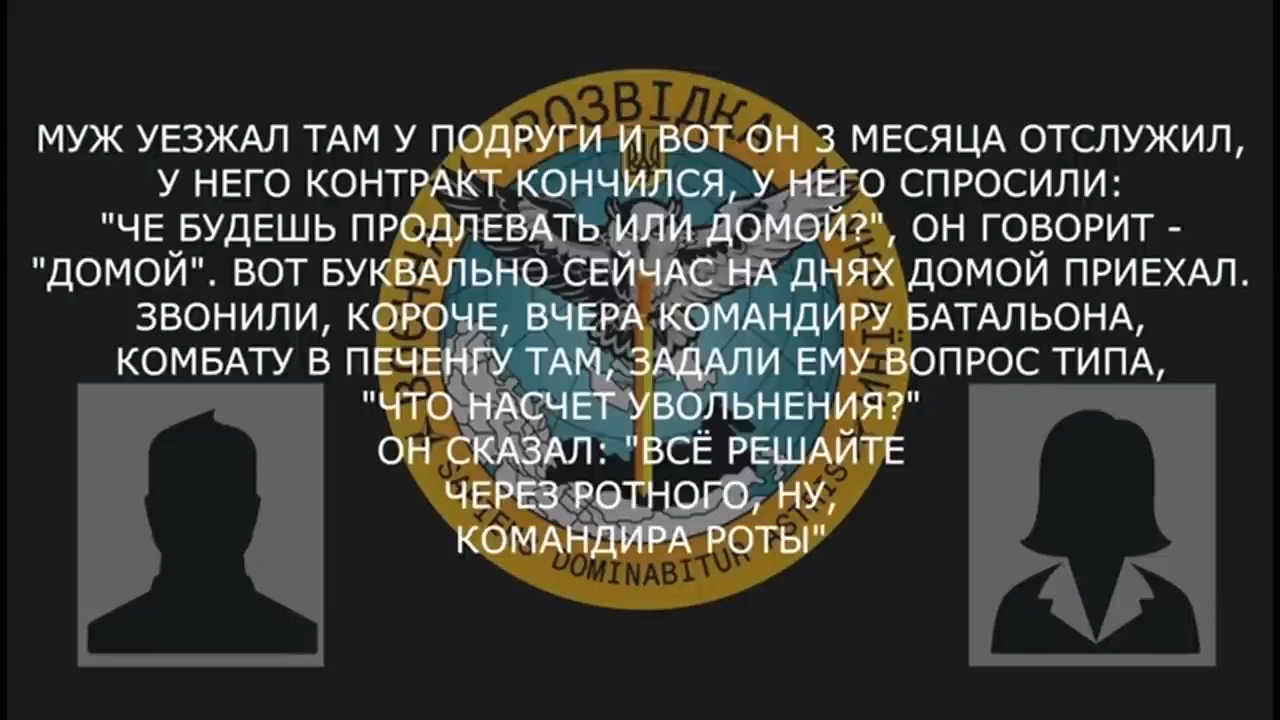 МУЖ УЕЗЖАЛ ТАМ У ПОДРУГИ И ВОТ ОН 3 МЕСЯЦА ОТСЛУЖИЛ,
У НЕГО КОНТРАКТ КОНЧИЛСЯ, У НЕГО СПРОСИЛИ:
"ЧЕ БУДЕШЬ ПРОДЛЕВАТЬ ИЛИ ДОМОЙ?" , ОН ГОВОРИТ -
"ДОМОЙ". ВОТ БУКВАЛЬНО СЕЙЧАС НА ДНЯХ ДОМОЙ ПРИЕХАЛ.
ЗВОНИЛИ, КОРОЧЕ, ВЧЕРА КОМАНДИРУ БАТАЛЬОНА,
КОМБАТУ В ПЕЧЕНГУ ТАМ, ЗАДАЛИ ЕМУ ВОПРОС ТИПА,
"ЧТО НАСЧЕТ УВОЛЬНЕНИЯ?"
ОН СКАЗАЛ: "ВСЁ РЕШАЙТЕ
ЧЕРЕЗ РОТНОГО, НУ,
КОМАНДИРА РОТЫ"
РОЗВІДКА
DOMINABITUR